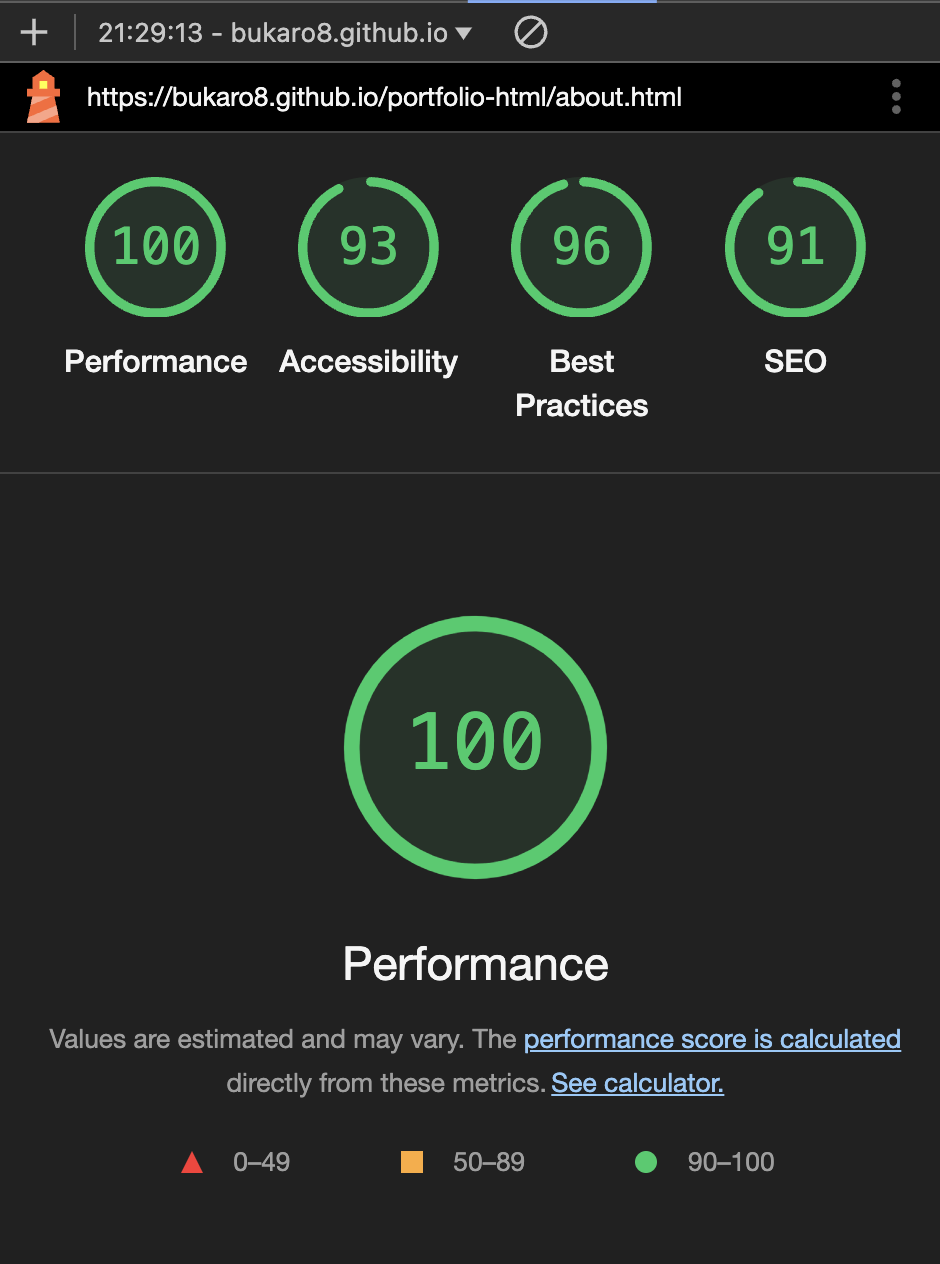 21:29:13 - bukaro8.github.io
https://bukaro8.github.io/portfolio-html/about.html
100
93
96
91
Performance
Accessibility
Best
Practices
SEO
100
Performance
Values are estimated and may vary. The performance score is calculated
directly from these metrics. See calculator.
0–49
50–89
90–100